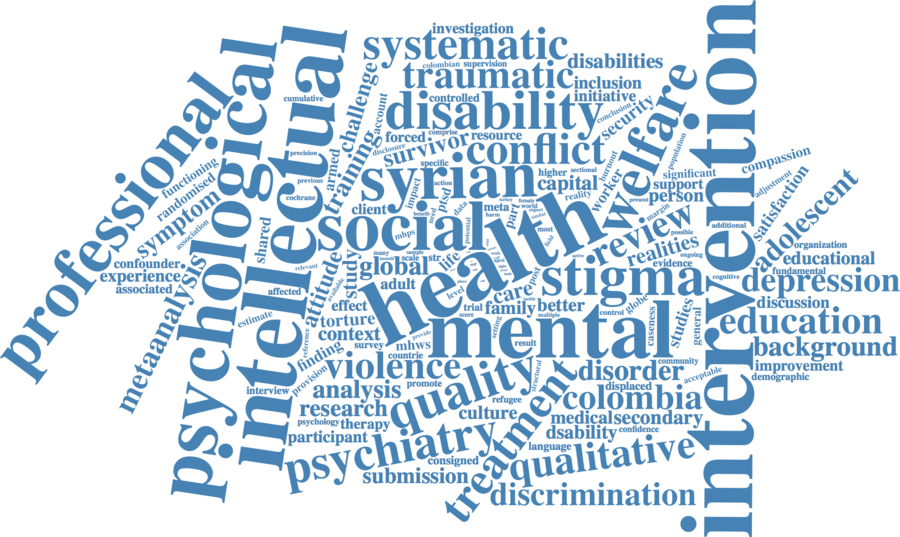 investigation
systematic
colombian
supervision
disabilities
traumatic
inclusion
initiative
controlled
disability
conclusion
security
forced
comprise
resource
disclosure
survivor
conflict
challenge
account
training
armed
professional
psychological
intellectual
cumulative
precision
previous
cochrane
functioning
randomised
symptom
association
shared
confounder
experience
associated
metaanalysis
affected
estimate
relevant
attitude
study
available
reference
finding
provision
interview
syrian
specific
action
impact
benefit
ptsd
data
potential
client
mhps
social
many
scale
str
global
adult
life
level
effect
torture
context
survey
countrie
mhws
provide
health
higher
sectional
capital
reality
turkey
female
world
meta
harm
part
expert
similar
most
field
post
care
trial
score
family
better
multiple
control
globe
setting
result
mental
stigma
review
realities
ongoing
evidence
possible
margin
worker
burnout
present
welfare
population
significant
support
person
additional
cognitive
caseness
studies
general
community
acceptable
structural
violence
analysis
promote
research
psychology
therapy
participant
quality
refugee
culture
psychiatry
consigned
submission
treatment
disorder
displaced
colombia
medical
secondary
dsability
confidence
language
qualitative
discrimination
intervention
compassion
adjustment
satisfaction
adolescent
organization
educational
fundamental
depression
discussion
education
background
improvement
demographic